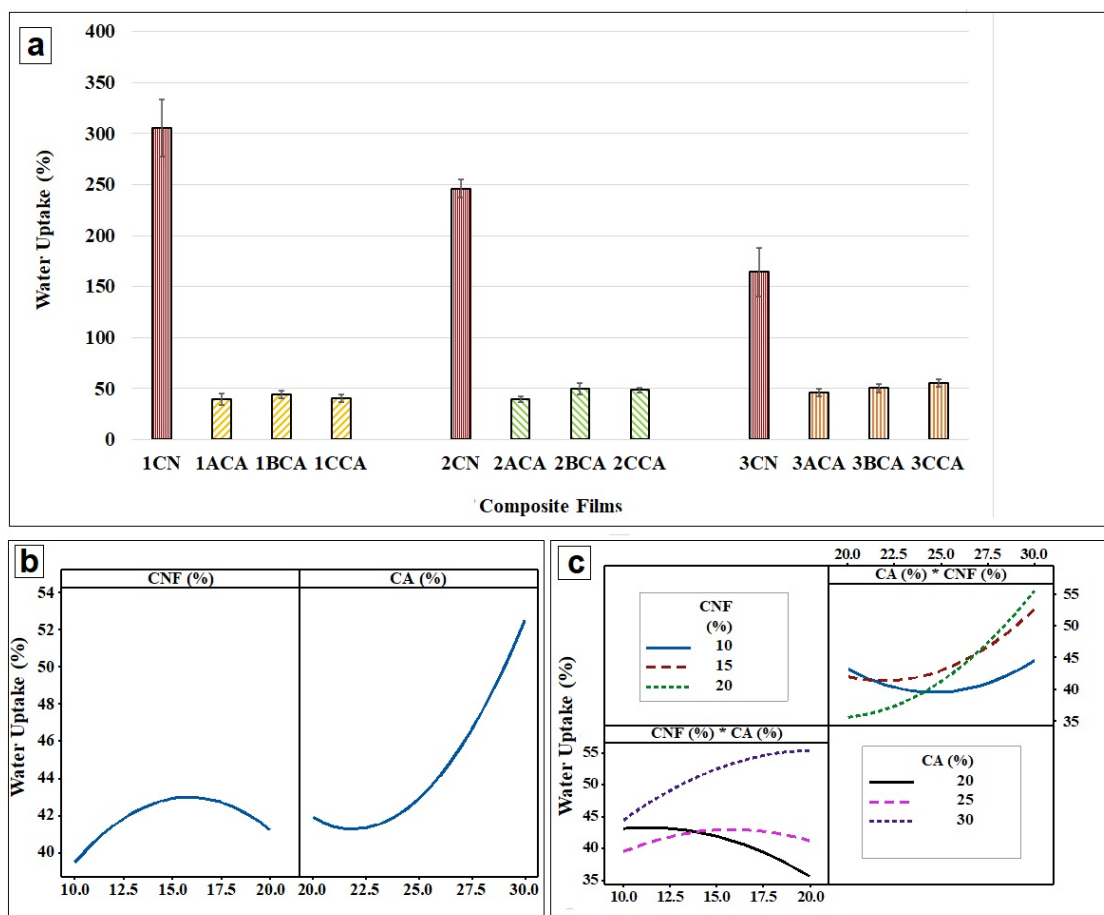 a
400
350
300
250
200
150
100
50
0
Water Uptake (%)
1CN 1ACA 1BCA 1CCA 2CN 2ACA 2BCA 2CCA 3CN 3ACA 3BCA 3CCA
Composite Films
b
CNF (%) CA (%)
54
52
50
48
46
44
42
40
Water Uptake (%)
10.0 12.5 15.0 17.5 20.0 20.0 22.5 25.0 27.5 30.0
c
20.0 22.5 25.0 27.5 30.0
CA (%) * CNF (%)
CNF
(%)
10
15
20
55
50
45
40
35
Water Uptake (%)
CNF (%) * CA (%)
55
50
45
40
35
CA (%)
20
25
30
10.0 12.5 15.0 17.5 20.0